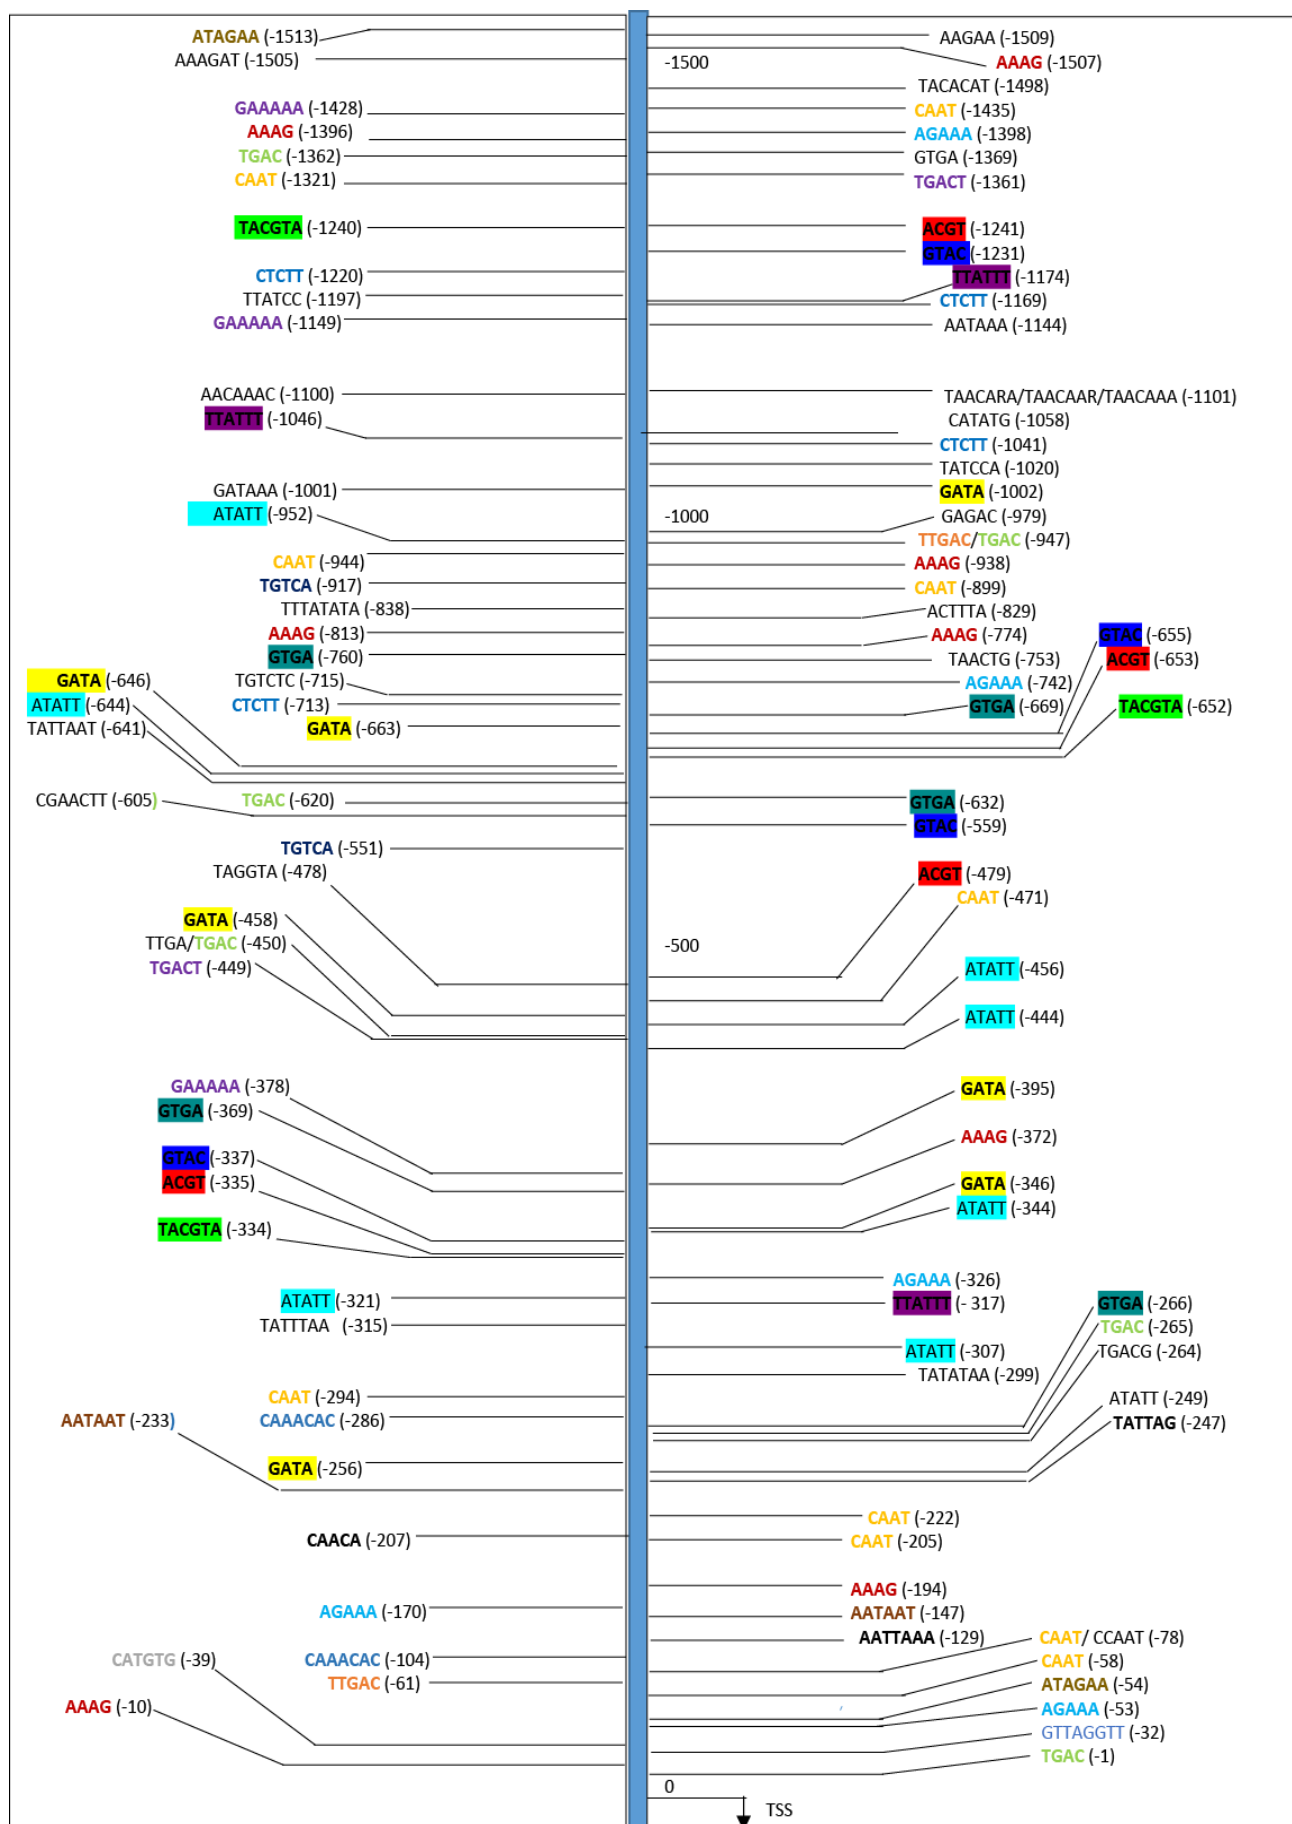 ATAGAA (-1513)
AAAGAT (-1505)
GAAAAA (-1428)
AAAG (-1396)
TGAC (-1362)
CAAT (-1321)
TACGTA (-1240)
CTCTT (-1220)
TTATCC (-1197)
GAAAAA (-1149)
AACAAAC (-1100)
TTATTT (-1046)
GATAAA (-1001)
ATATT (-952)
CAAT (-944)
TGTCA (-917)
TTTATATA (-838)
AAAG (-813)
GTGA (-760)
GATA (-646)
TGTCTC (-715)
ATATT (-644)
CTCTT (-713)
TATTAAT (-641)
GATA (-663)
CGAACTT (-605)
TGAC (-620)
TGTCA (-551)
TAGGTA (-478)
GATA (-458)
TTGA/TGAC (-450)
TGACT (-449)
GAAAAA (-378)
GTGA (-369)
GTAC (-337)
ACGT (-335)
TACGTA (-334)
ATATT (-321)
TATTTAA (-315)
CAAT (-294)
AATAAT (-233)
CAAACAC (-286)
GATA (-256)
CAACA (-207)
AGAAA (-170)
CATGTG (-39)
CAAACAC (-104)
TTGAC (-61)
AAAG (-10)
-1500
-1000
-500
0
TSS
AAGAA (-1509)
AAAG (-1507)
TACACAT (-1498)
CAAT (-1435)
AGAAA (-1398)
GTGA (-1369)
TGACT (-1361)
ACGT (-1241)
GTAC (-1231)
TTATTT (-1174)
CTCTT (-1169)
AATAAA (-1144)
TAACARA/TAACAAR/TAACAAA (-1101)
CATATG (-1058)
CTCTT (-1041)
TATCCA (-1020)
GATA (-1002)
GAGAC (-979)
TTGAC/TGAC (-947)
AAAG (-938)
CAAT (-899)
ACTTTA (-829)
AAAG (-774)
GTAC (-655)
TAACTG (-753)
ACGT (-653)
AGAAA (-742)
GTGA (-669)
TACGTA (-652)
GTGA (-632)
GTAC (-559)
ACGT (-479)
CAAT (-471)
ATATT (-456)
ATATT (-444)
GATA (-395)
AAAG (-372)
GATA (-346)
ATATT (-344)
AGAAA (-326)
TTATTT (- 317)
GTGA (-266)
TGAC (-265)
ATATT (-307)
TGACG (-264)
TATATAA (-299)
ATATT (-249)
TATTAG (-247)
CAAT (-222)
CAAT (-205)
AAAG (-194)
AATAAT (-147)
AATTAAA (-129)
CAAT/ CCAAT (-78)
CAAT (-58)
ATAGAA (-54)
AGAAA (-53)
GTTAGGTT (-32)
TGAC (-1)